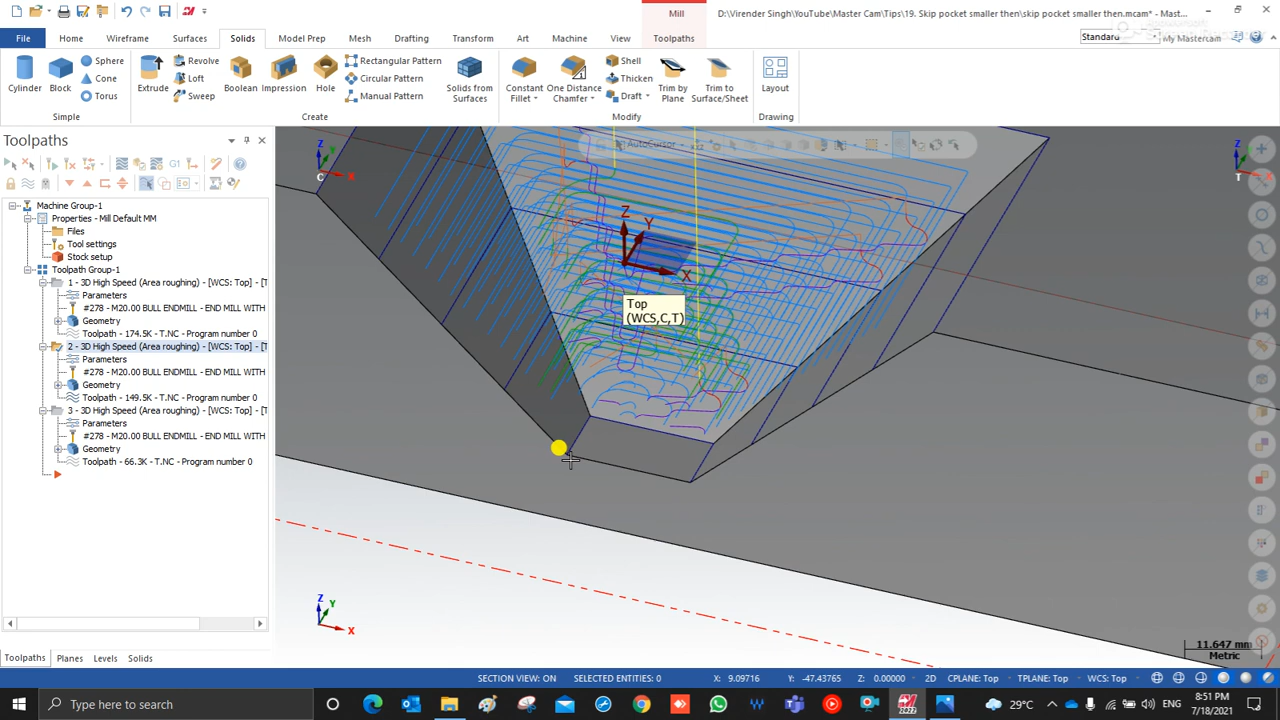 Mill
D:\Virender Singh\YouTube\Master Cam\Tips\19. Skip pocket smaller then\skip pocket smaller then.mcam* - Mast...
File
Home
Wireframe
Surfaces
Solids
Model Prep
Mesh
Drafting
Transform
Art
Machine
View
Toolpaths
Standard
My Mastercam
Cylinder
Block
Sphere
Cone
Torus
Simple
Extrude
Revolve
Loft
Sweep
Boolean
Impression
Hole
Rectangular Pattern
Circular Pattern
Manual Pattern
Create
Solids from Surfaces
Constant Fillet
One Distance Chamfer
Shell
Thicken
Draft
Trim by Plane
Trim to Surface/Sheet
Modify
Layout
Drawing
Toolpaths
AutoCursor
G1
Machine Group-1
Properties - Mill Default MM
Files
Tool settings
Stock setup
Toolpath Group-1
1 - 3D High Speed (Area roughing) - [WCS: Top] - [T
Parameters
#278 - M20.00 BULL ENDMILL - END MILL WITH
Geometry
Toolpath - 174.5K - T.NC - Program number 0
2 - 3D High Speed (Area roughing) - [WCS: Top] - [T
Parameters
#278 - M20.00 BULL ENDMILL - END MILL WITH
Geometry
Toolpath - 149.5K - T.NC - Program number 0
3 - 3D High Speed (Area roughing) - [WCS: Top] - [T
Parameters
#278 - M20.00 BULL ENDMILL - END MILL WITH
Geometry
Toolpath - 66.3K - T.NC - Program number 0
Z
Y
X
C
Z
Y
X
T
Z
Y
X
Top
(WCS,C,T)
Z
Y
X
11.647 mm
Metric
Toolpaths
Planes
Levels
Solids
SECTION VIEW: ON
SELECTED ENTITIES: 0
X: 9.09716
Y: -47.43765
Z: 0.00000
2D
CPLANE: Top
TPLANE: Top
WCS: Top
Type here to search
29°C
ENG
8:51 PM
7/18/2021